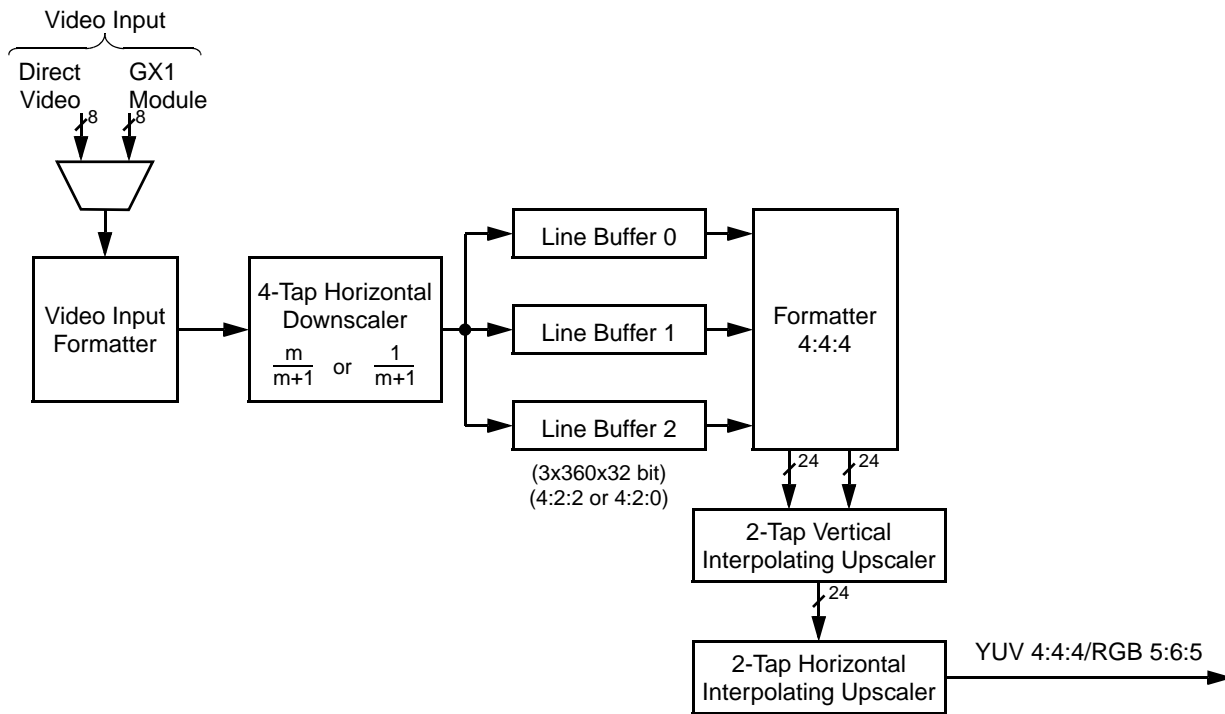 Video Input
Direct
Video
GX1
Module
8
8
Video Input
Formatter
4-Tap Horizontal
Downscaler
m
m+1
or
1
m+1
Line Buffer 0
Line Buffer 1
Line Buffer 2
(3x360x32 bit)
(4:2:2 or 4:2:0)
Formatter
4:4:4
24
24
2-Tap Vertical
Interpolating Upscaler
24
2-Tap Horizontal
Interpolating Upscaler
YUV 4:4:4/RGB 5:6:5